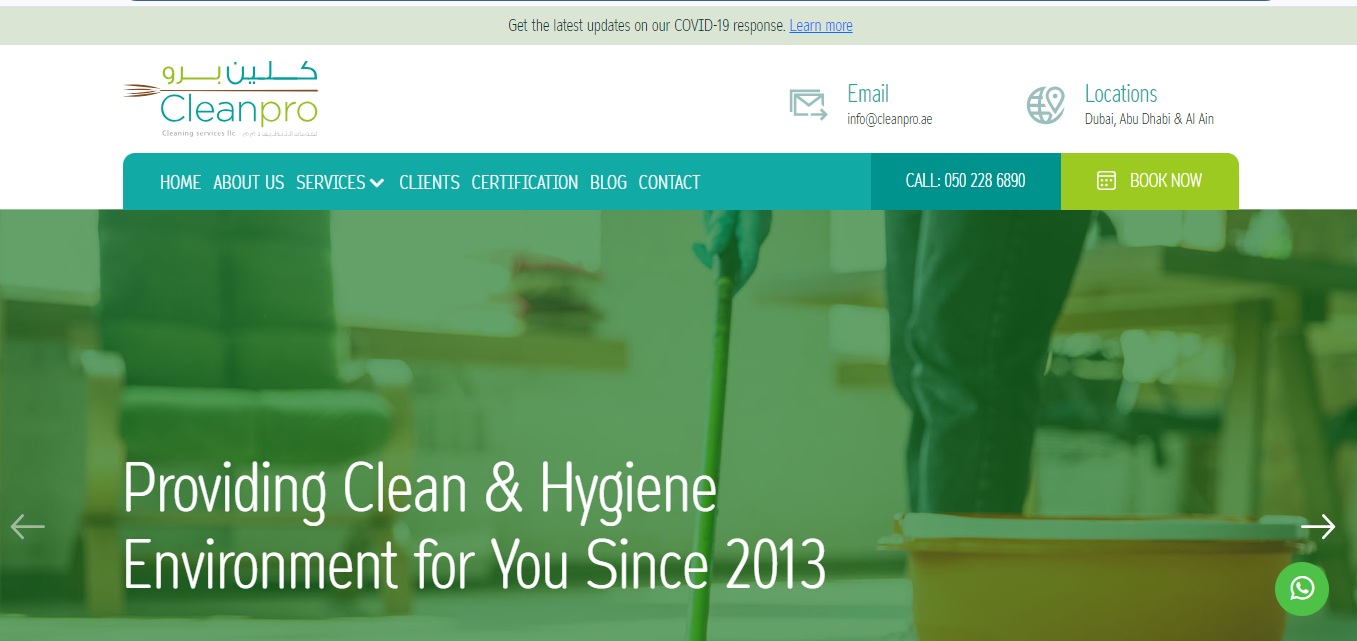 Get the latest updates on our COVID-19 response. Learn more
كلين برو
Cleanpro
Cleaning services llc
Email
info@cleanpro.ae
Locations
Dubai, Abu Dhabi & Al Ain
HOME ABOUT US SERVICES CLIENTS CERTIFICATION BLOG CONTACT
CALL: 050 228 6890
BOOK NOW
Providing Clean & Hygiene
Environment for You Since 2013